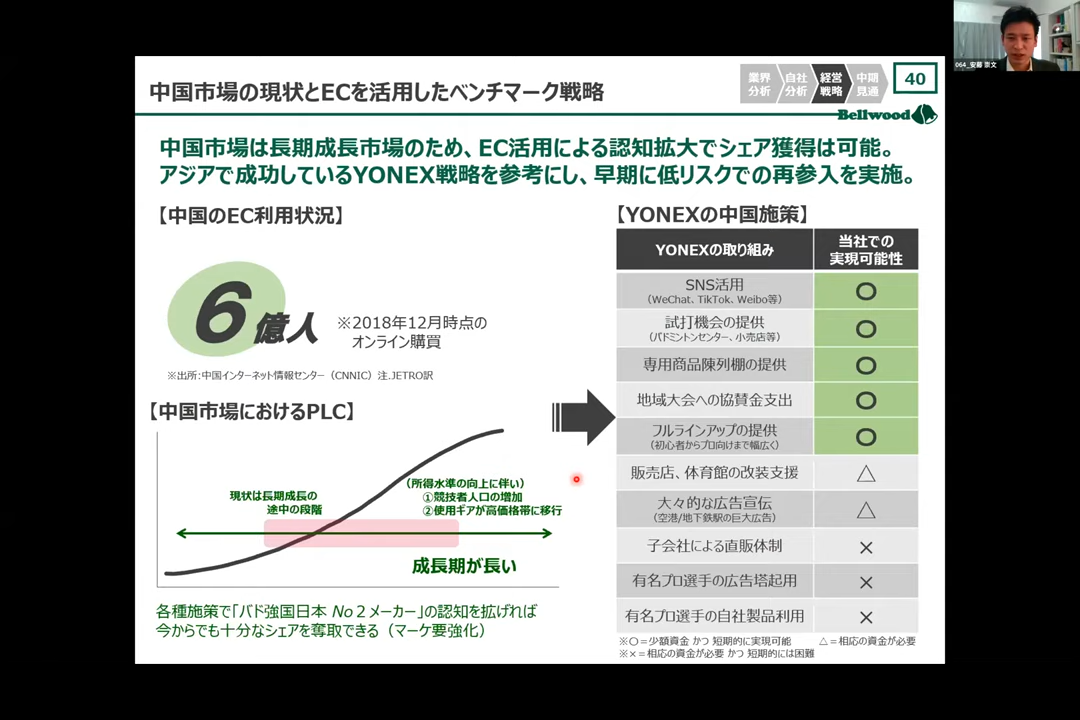 064_安藤 崇文
業界
分析
自社
分析
経営
戦略
中期
見通
40
中国市場の現状とECを活用したベンチマーク戦略
Bellwood
中国市場は長期成長市場のため、EC活用による認知拡大でシェア獲得は可能。
アジアで成功しているYONEX戦略を参考にし、早期に低リスクでの再参入を実施。
【中国のEC利用状況】
6億人
※2018年12月時点の
オンライン購買
※出所:中国インターネット情報センター（CNNIC）注.JETRO訳
【中国市場におけるPLC】
現状は長期成長の
途中の段階
（所得水準の向上に伴い）
①競技者人口の増加
②使用ギアが高価格帯に移行
成長期が長い
各種施策で「バド強国日本 No２メーカー」の認知を拡げれば
今からでも十分なシェアを奪取できる（マーケ要強化）
【YONEXの中国施策】
YONEXの取り組み
当社での
実現可能性
SNS活用
（WeChat、TikTok、Weibo等）
○
試打機会の提供
（バドミントンセンター、小売店等）
○
専用商品陳列棚の提供
○
地域大会への協賛金支出
○
フルラインアップの提供
（初心者からプロ向けまで幅広く）
○
販売店、体育館の改装支援
△
大々的な広告宣伝
（空港/地下鉄駅の巨大広告）
△
子会社による直販体制
×
有名プロ選手の広告塔起用
×
有名プロ選手の自社製品利用
×
※○＝少額資金 かつ 短期的に実現可能 △＝相応の資金が必要
※×＝相応の資金が必要 かつ 短期的には困難